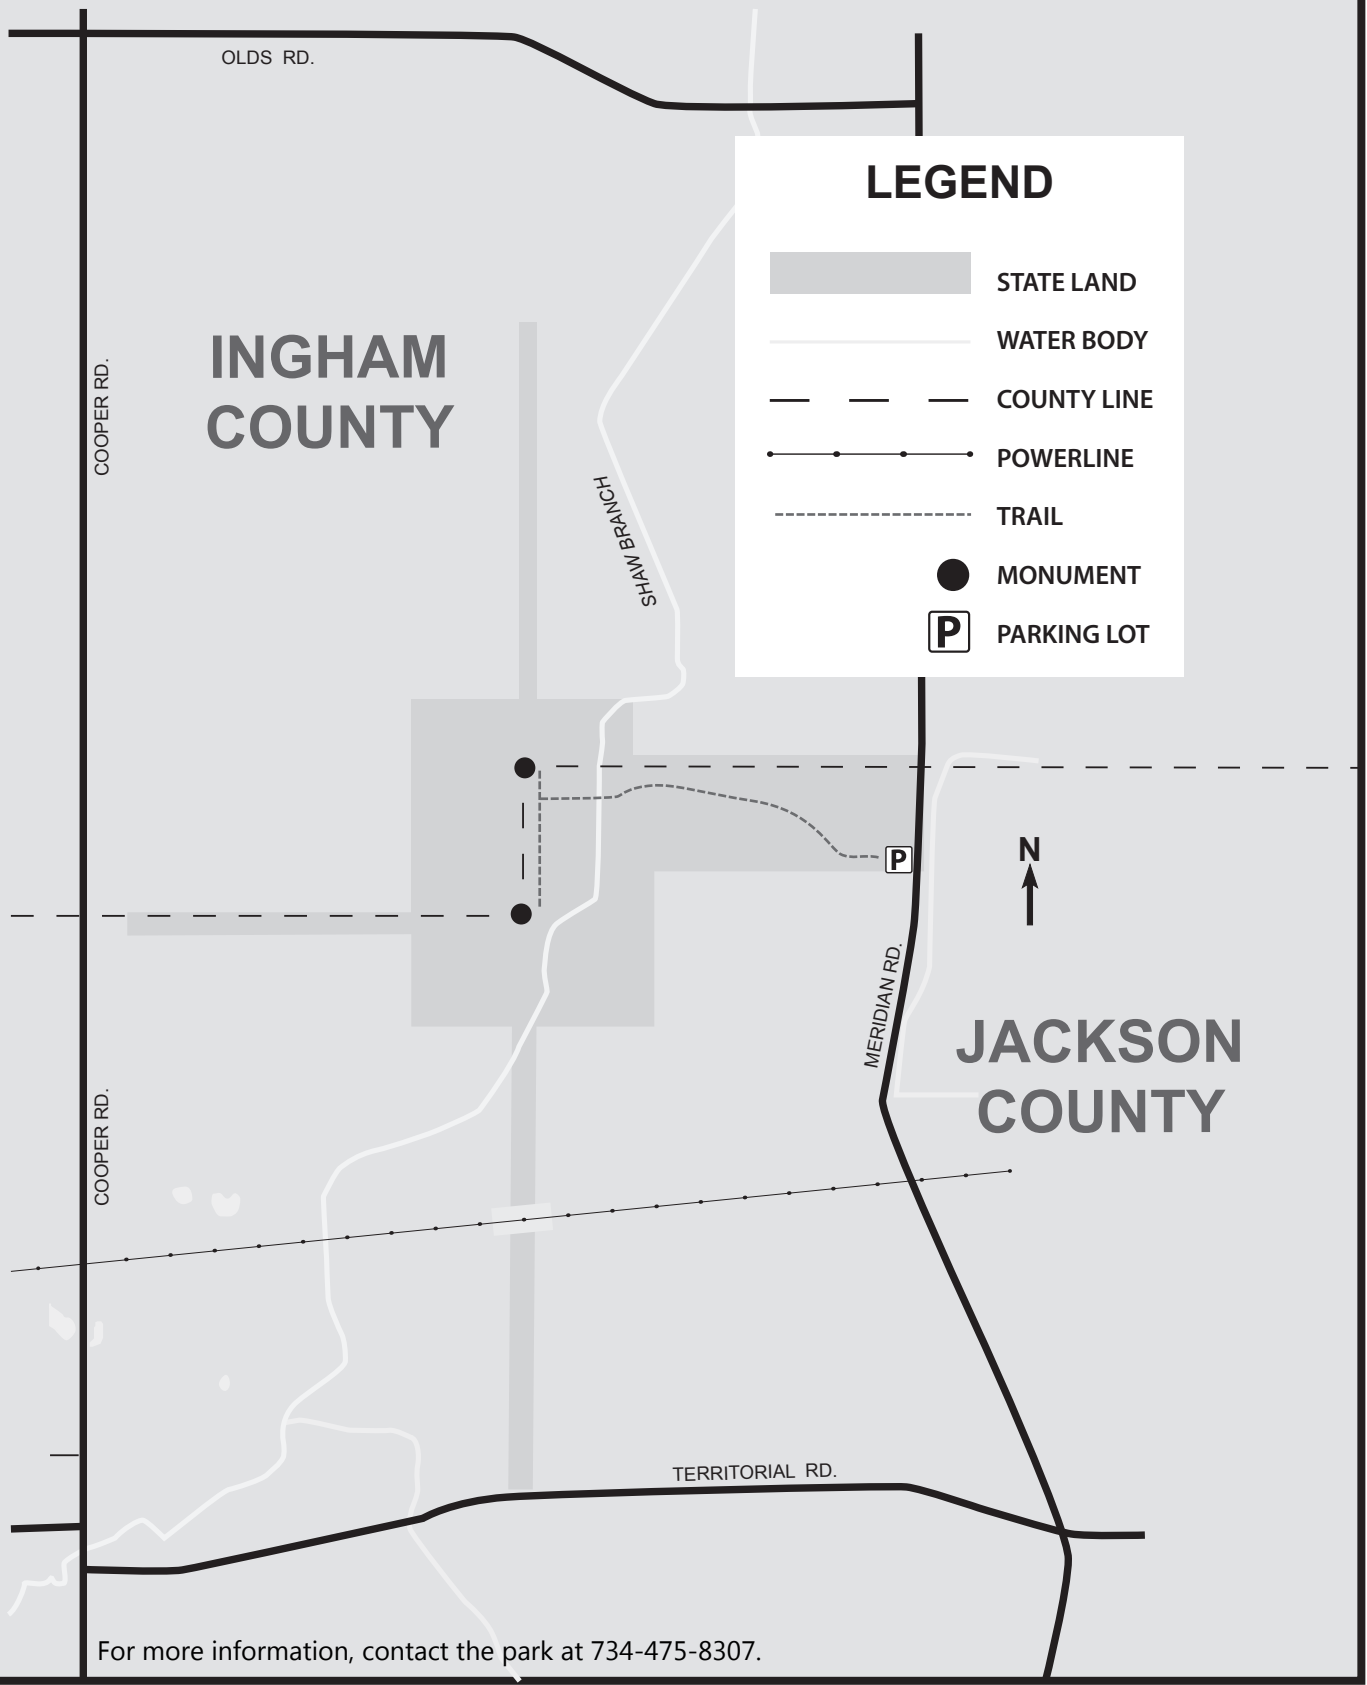 OLDS RD.
LEGEND
STATE LAND
WATER BODY
COUNTY LINE
POWERLINE
TRAIL
MONUMENT
P PARKING LOT
INGHAM
COUNTY
COOPER RD.
SHAW BRANCH
P
N
MERIDIAN RD.
JACKSON
COUNTY
COOPER RD.
TERRITORIAL RD.
For more information, contact the park at 734-475-8307.